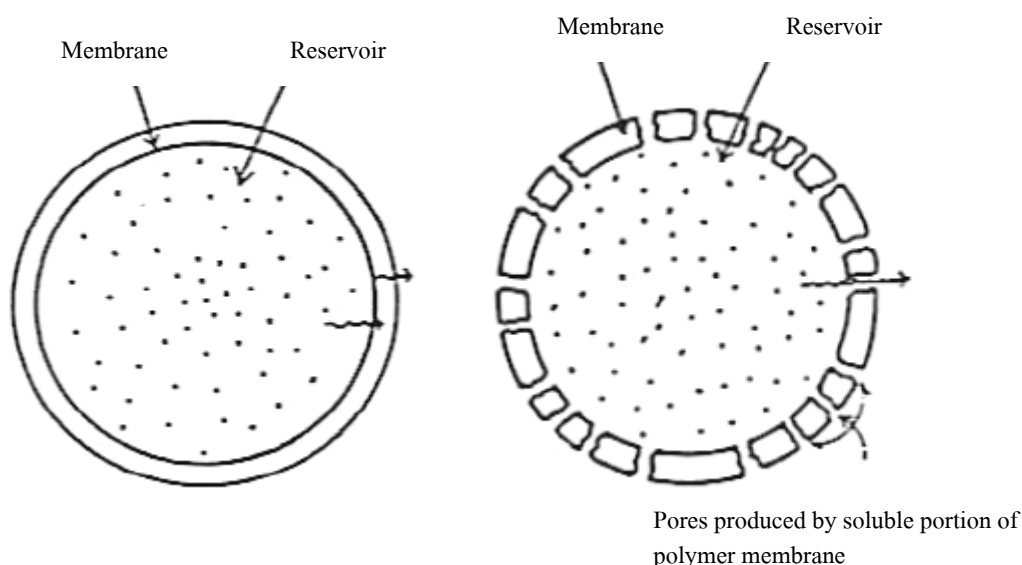 Membrane
Reservoir
Membrane
Reservoir
Pores produced by soluble portion of
polymer membrane